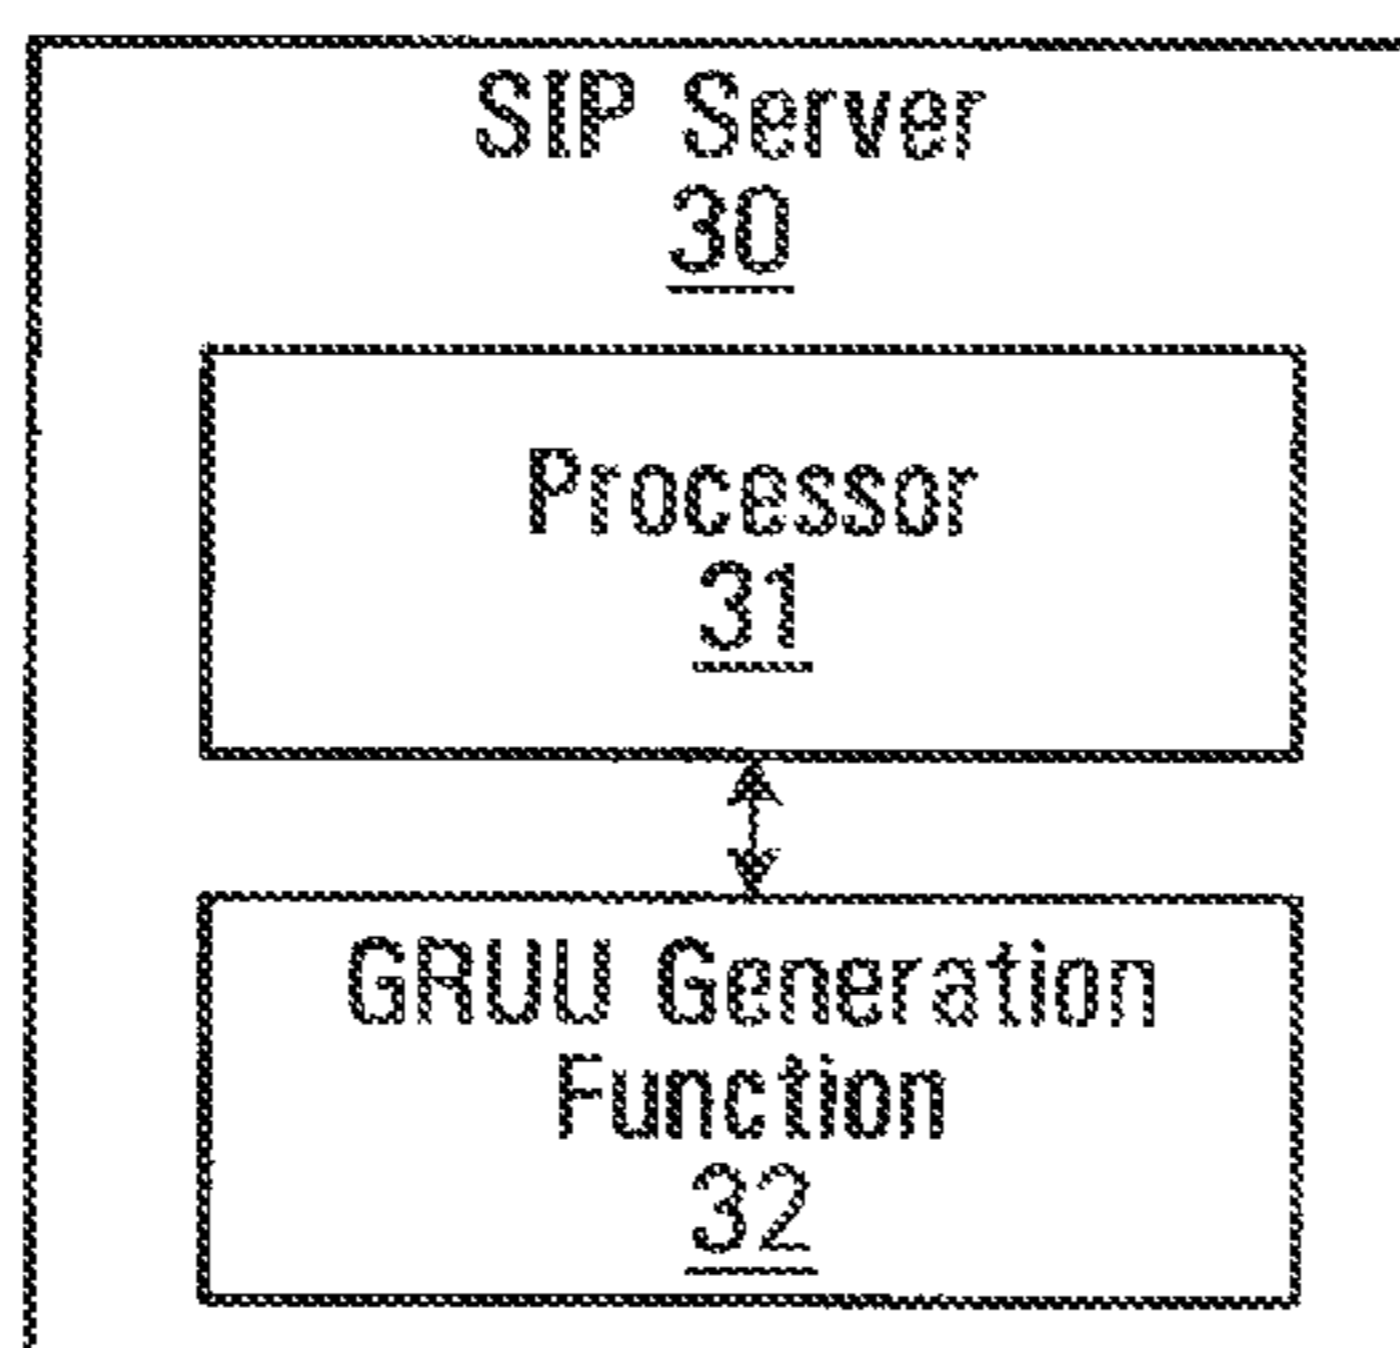 SIP Server
30
Processor
31
GRUU Generation
Function
32